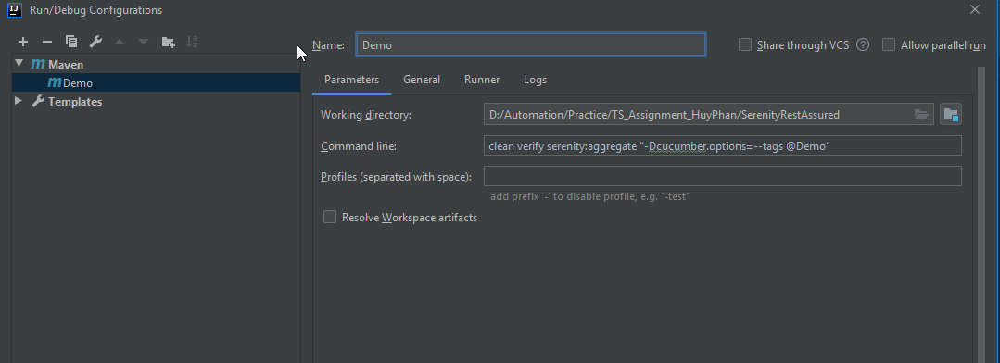 IJ Run/Debug Configurations
Name: Demo Share through VCS ? Allow parallel run
m Maven
m Demo
Templates
Parameters General Runner Logs
Working directory: D:/Automation/Practice/TS_Assignment_HuyPhan/SerenityRestAssured
Command line: clean verify serenity:aggregate "-Dcucumber.options=--tags @Demo"
Profiles (separated with space):
add prefix '-' to disable profile, e.g. "-test"
Resolve Workspace artifacts